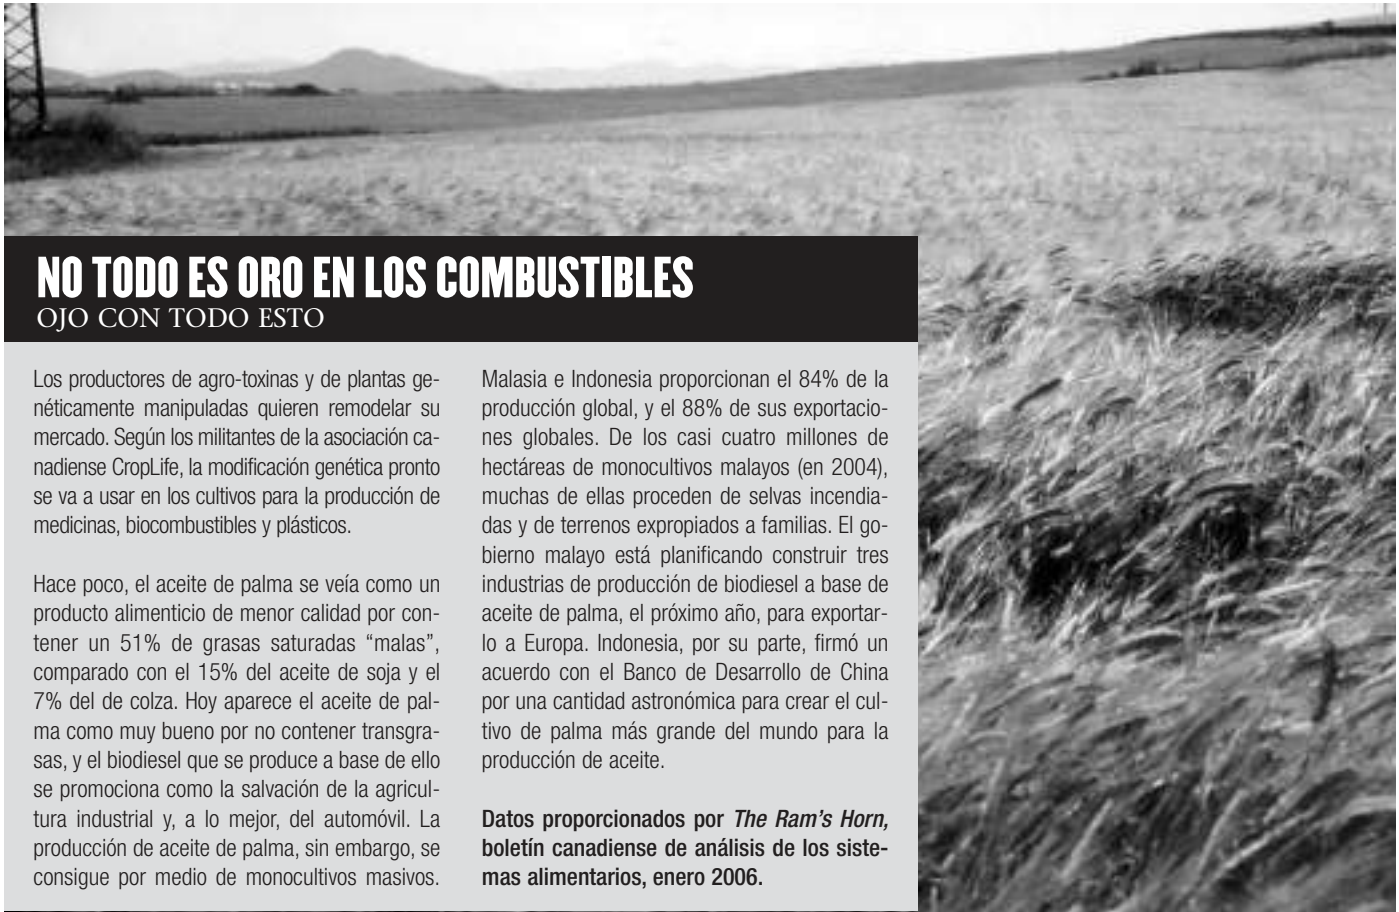 NO TODO ES ORO EN LOS COMBUSTIBLES
OJO CON TODO ESTO
Los productores de agro-toxinas y de plantas ge-
néticamente manipuladas quieren remodelar su
mercado. Según los militantes de la asociación ca-
nadiense CropLife, la modificación genética pronto
se va a usar en los cultivos para la producción de
medicinas, biocombustibles y plásticos.
Hace poco, el aceite de palma se veía como un
producto alimenticio de menor calidad por con-
tener un 51% de grasas saturadas “malas”,
comparado con el 15% del aceite de soja y el
7% del de colza. Hoy aparece el aceite de pal-
ma como muy bueno por no contener transgra-
sas, y el biodiesel que se produce a base de ello
se promociona como la salvación de la agricul-
tura industrial y, a lo mejor, del automóvil. La
producción de aceite de palma, sin embargo, se
consigue por medio de monocultivos masivos.
Malasia e Indonesia proporcionan el 84% de la
producción global, y el 88% de sus exportacio-
nes globales. De los casi cuatro millones de
hectáreas de monocultivos malayos (en 2004),
muchas de ellas proceden de selvas incendia-
das y de terrenos expropiados a familias. El go-
bierno malayo está planificando construir tres
industrias de producción de biodiesel a base de
aceite de palma, el próximo año, para exportar-
lo a Europa. Indonesia, por su parte, firmó un
acuerdo con el Banco de Desarrollo de China
por una cantidad astronómica para crear el cul-
tivo de palma más grande del mundo para la
producción de aceite.
Datos proporcionados por The Ram’s Horn,
boletín canadiense de análisis de los siste-
mas alimentarios, enero 2006.